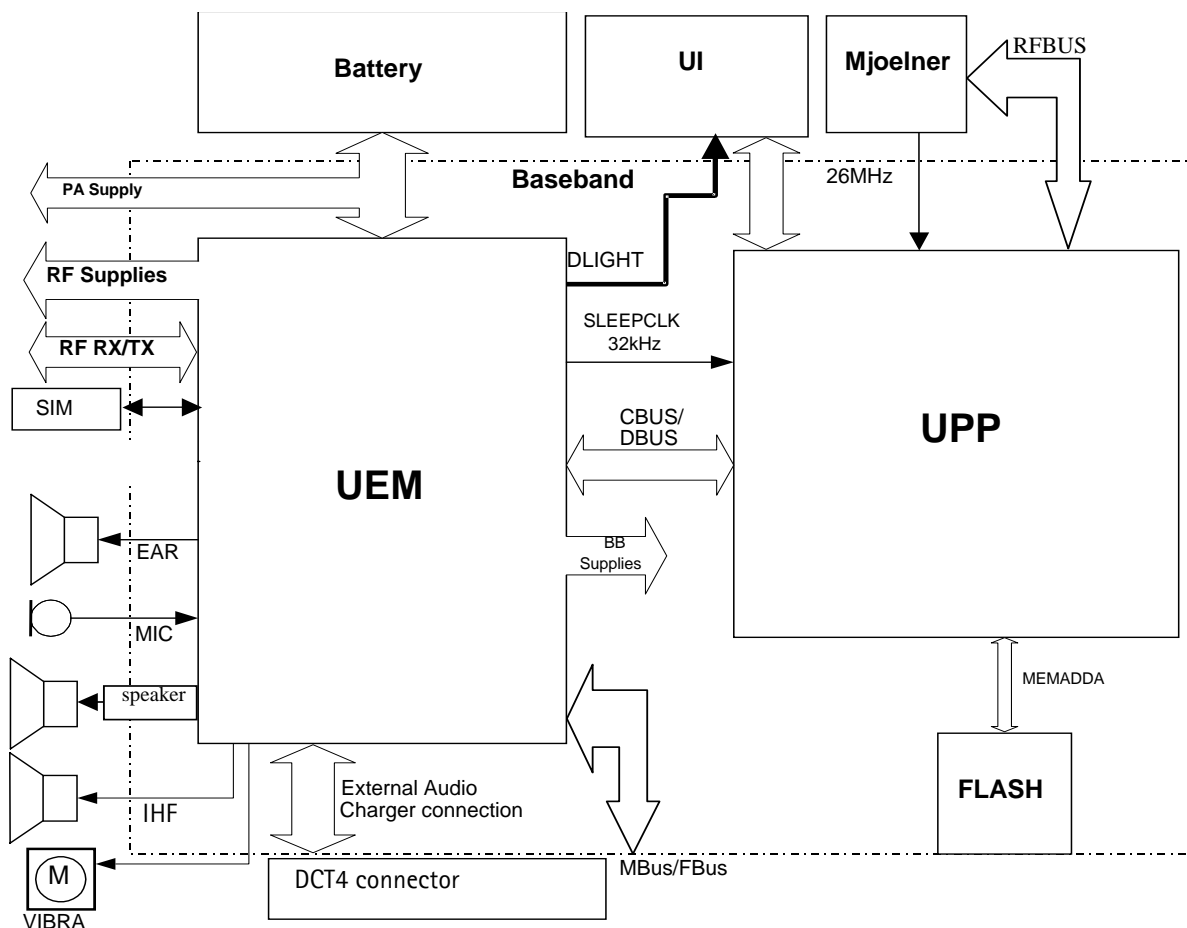 Battery
UI
Mjoelner
RFBUS
PA Supply
Baseband
26MHz
RF Supplies
DLIGHT
RF RX/TX
SLEEPCLK
32kHz
SIM
CBUS/
DBUS
UPP
UEM
EAR
BB
Supplies
MIC
speaker
MEMADDA
External Audio
Charger connection
IHF
FLASH
M
VIBRA
DCT4 connector
MBus/FBus